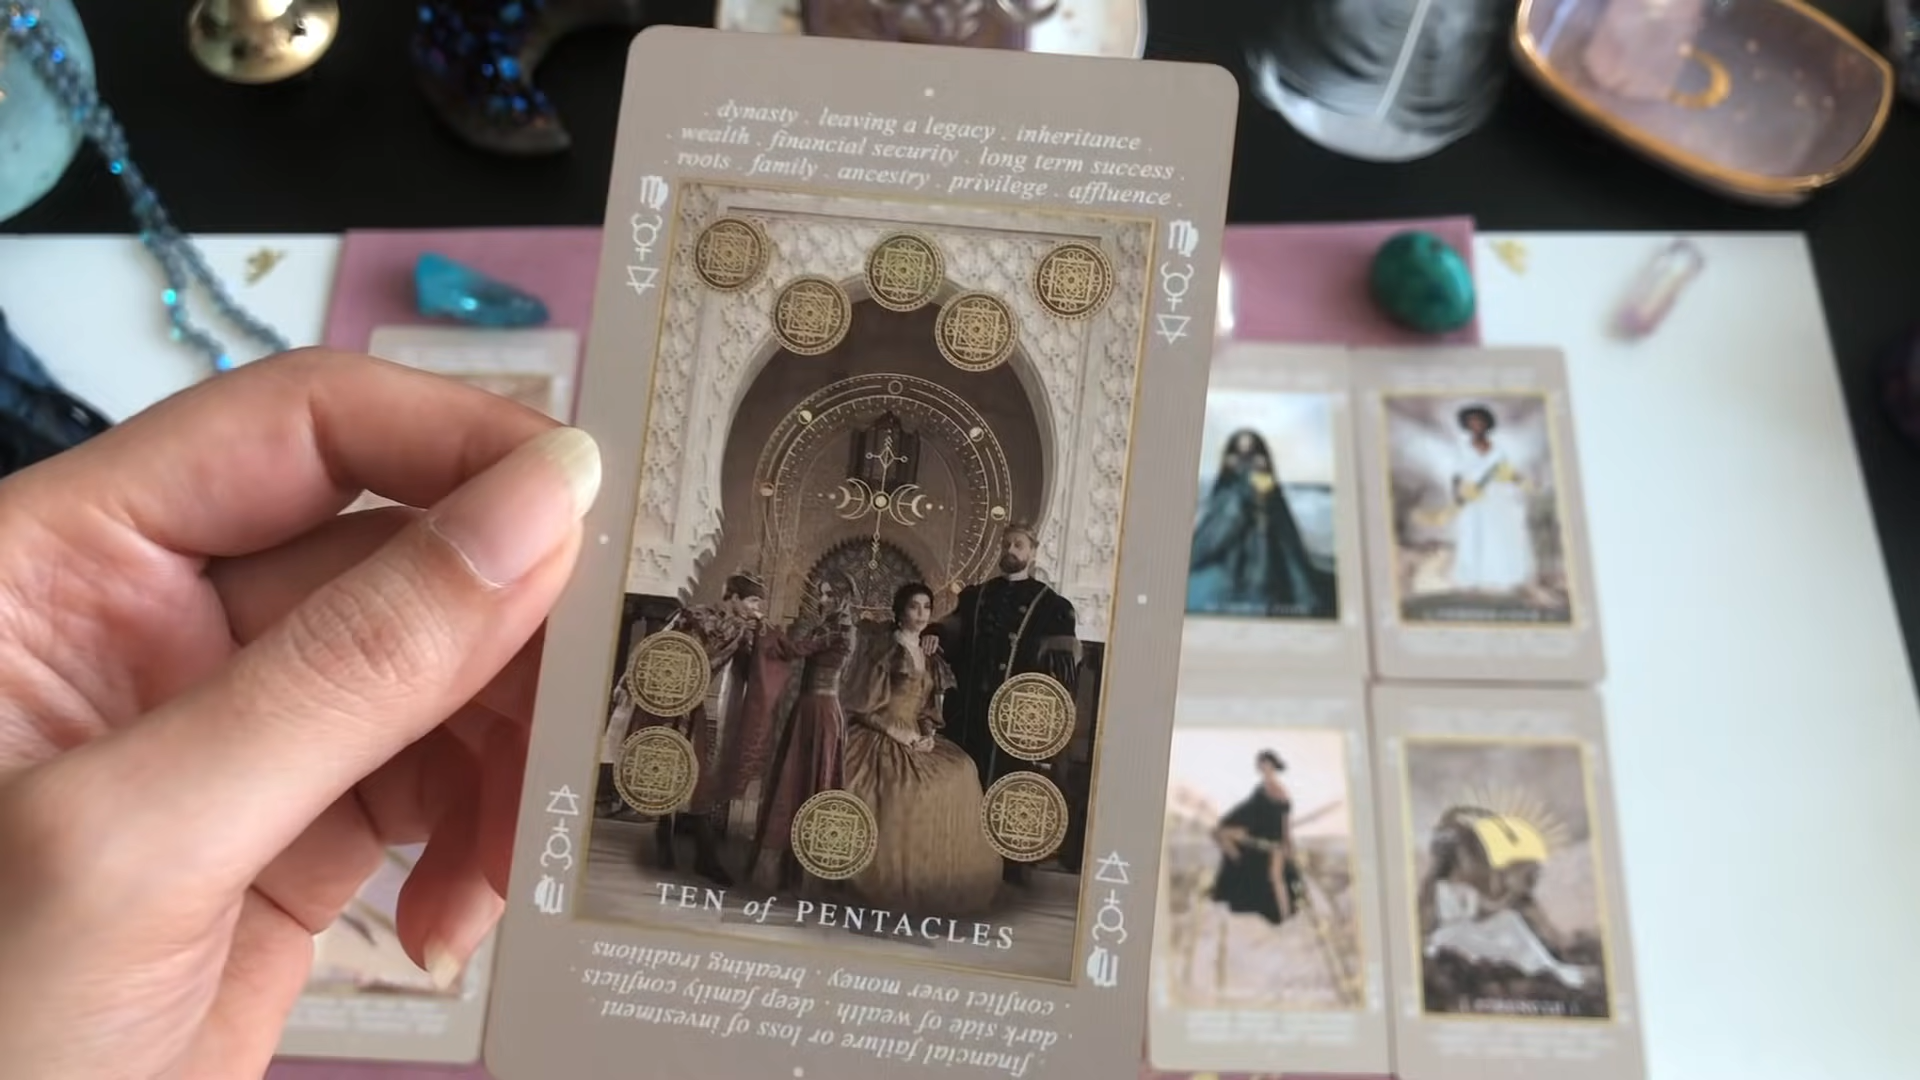 . dynasty . leaving a legacy . inheritance .
. wealth . financial security . long term success .
. roots . family . ancestry . privilege . affluence .
TEN of PENTACLES
. financial failure or loss of investment .
. dark side of wealth . deep family conflicts .
. conflict over money . breaking traditions .